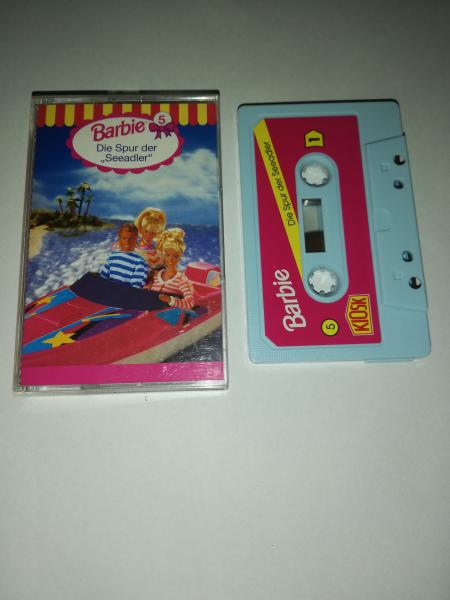 Barbie 5
Die Spur der
„Seeadler"
Barbie
Die Spur der Seeadler
1
5
KIOSK